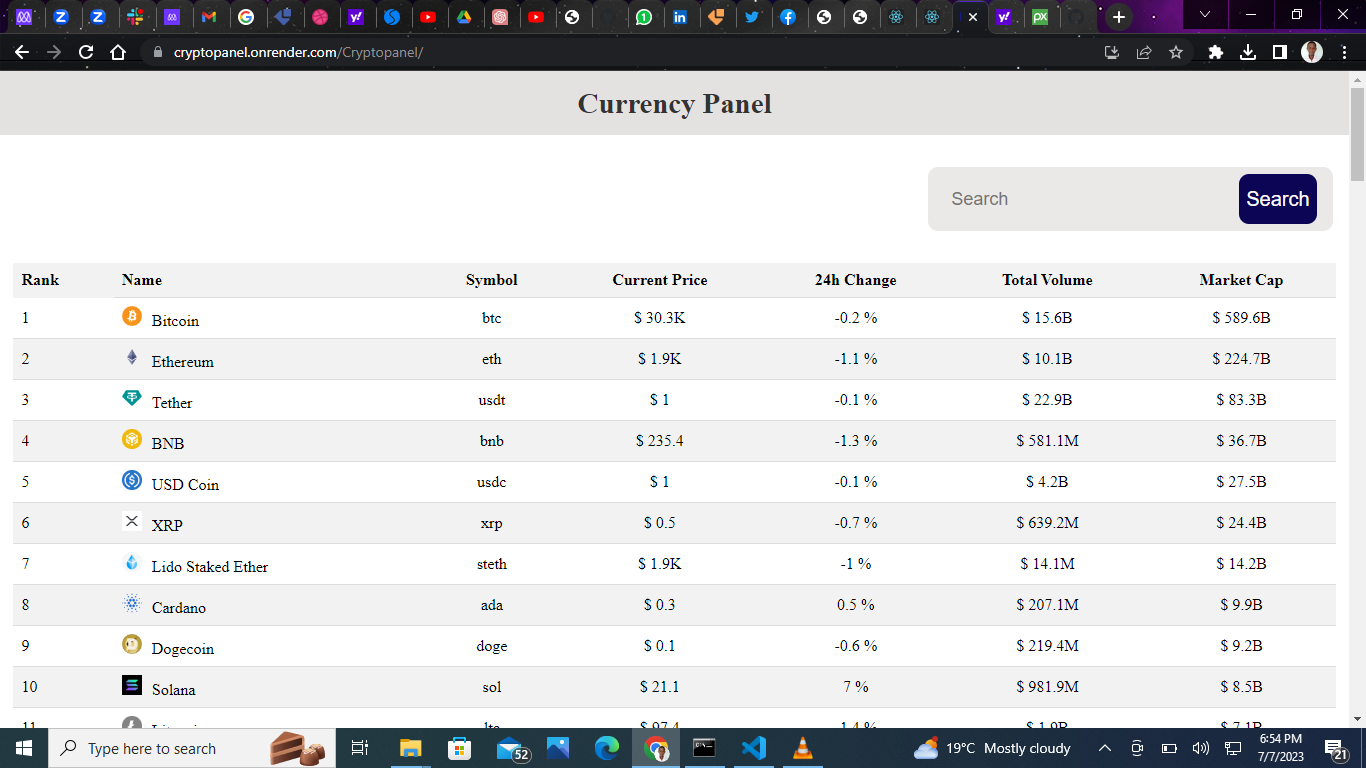 cryptopanel.onrender.com/Cryptopanel/
Currency Panel
Search Search
Rank Name Symbol Current Price 24h Change Total Volume Market Cap
1 Bitcoin btc $ 30.3K -0.2 % $ 15.6B $ 589.6B
2 Ethereum eth $ 1.9K -1.1 % $ 10.1B $ 224.7B
3 Tether usdt $ 1 -0.1 % $ 22.9B $ 83.3B
4 BNB bnb $ 235.4 -1.3 % $ 581.1M $ 36.7B
5 USD Coin usdc $ 1 -0.1 % $ 4.2B $ 27.5B
6 XRP xrp $ 0.5 -0.7 % $ 639.2M $ 24.4B
7 Lido Staked Ether steth $ 1.9K -1 % $ 14.1M $ 14.2B
8 Cardano ada $ 0.3 0.5 % $ 207.1M $ 9.9B
9 Dogecoin doge $ 0.1 -0.6 % $ 219.4M $ 9.2B
10 Solana sol $ 21.1 7 % $ 981.9M $ 8.5B
Type here to search 52 19°C Mostly cloudy 6:54 PM
7/7/2023 21